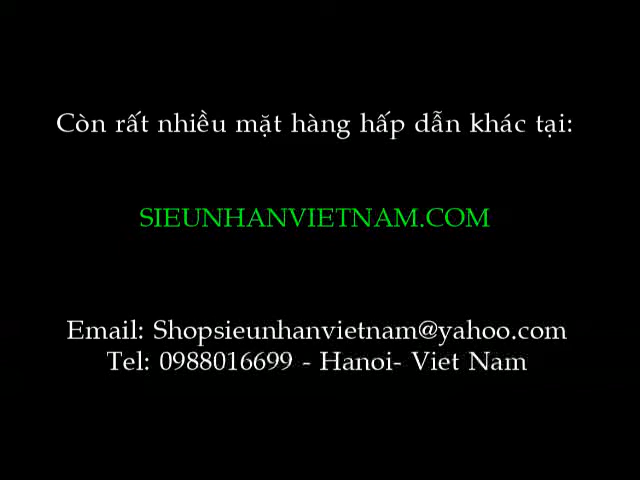 Còn rất nhiều mặt hàng hấp dẫn khác tại:
SIEUNHANVIETNAM.COM
Email: Shopsieunhanvietnam@yahoo.com
Tel: 0988016699 - Hanoi- Viet Nam